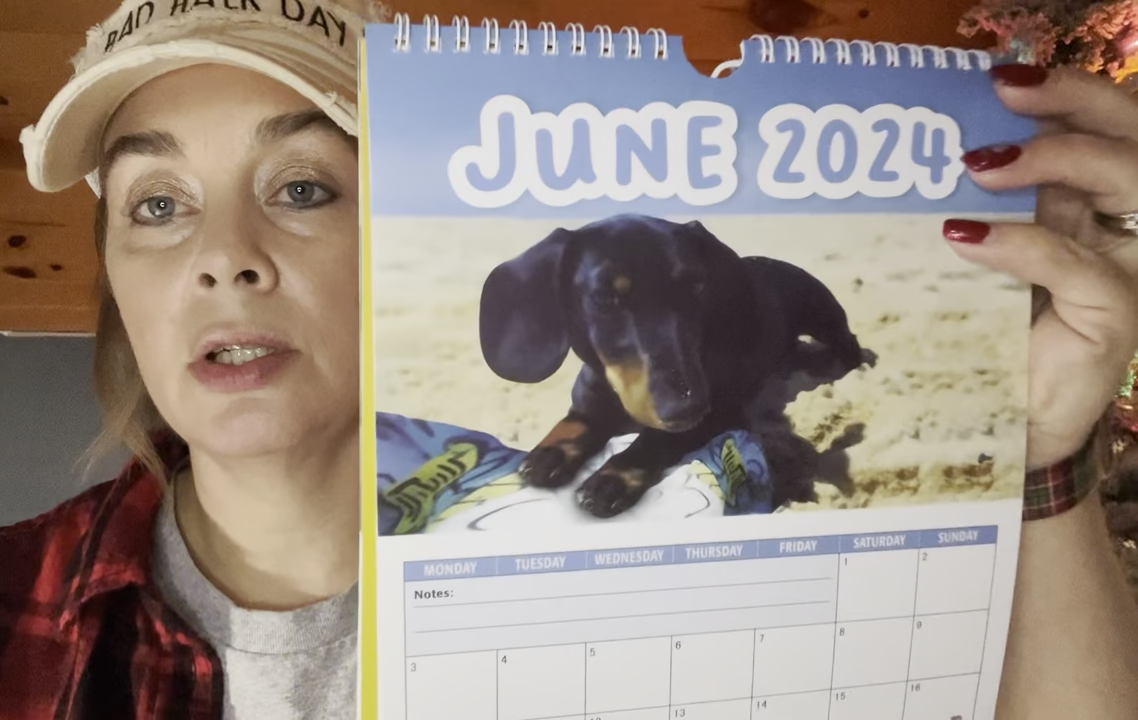 BAD HAIR DAY
JUNE 2024
MONDAY TUESDAY WEDNESDAY THURSDAY FRIDAY SATURDAY SUNDAY
Notes: 1 2
3 4 5 6 7 8 9
13 14 15 16